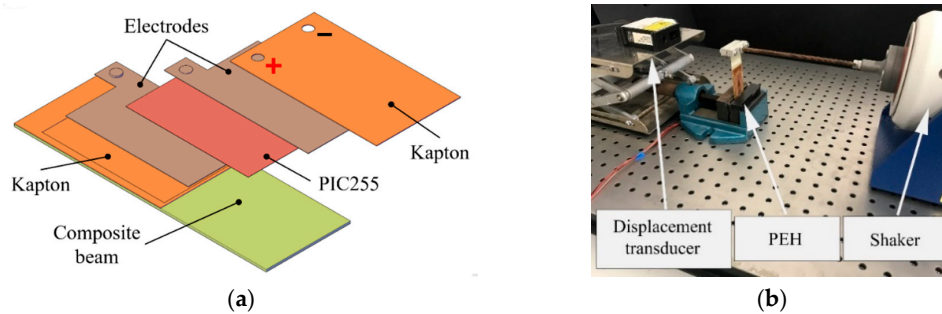 Electrodes
−
+
Kapton
Kapton
PIC255
Composite
beam
Displacement
transducer
PEH
Shaker
(a)
(b)